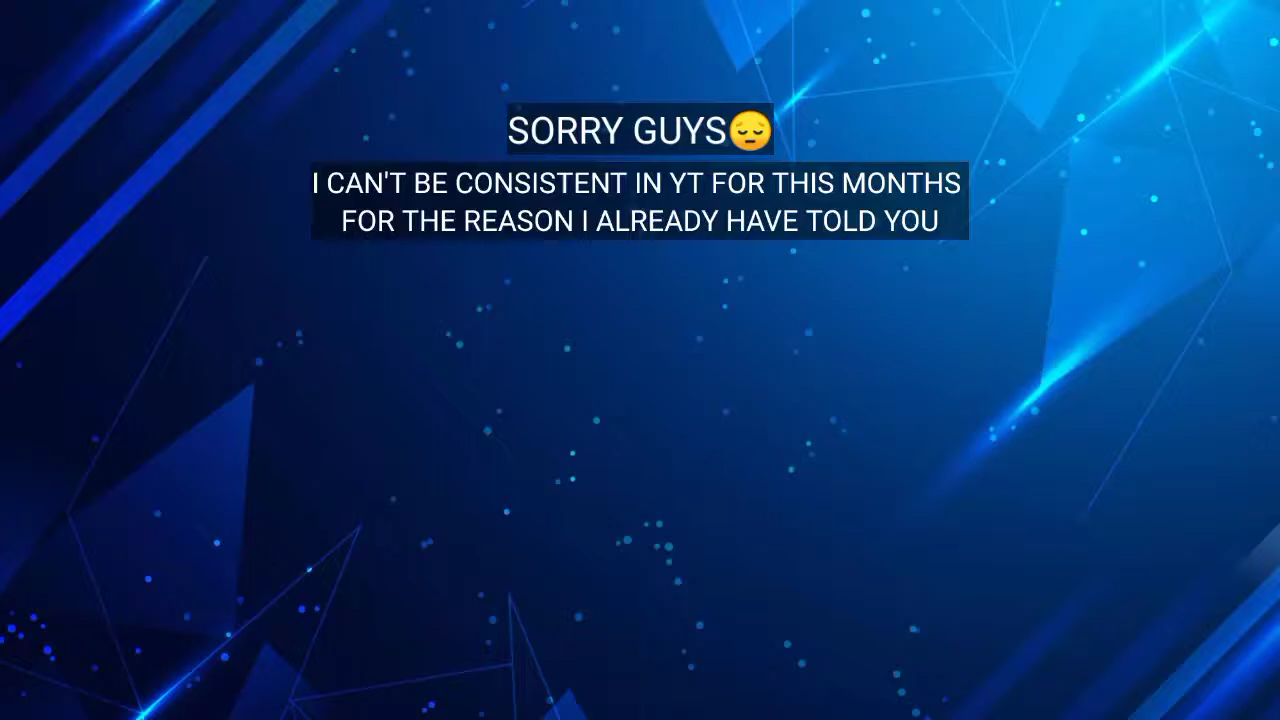 SORRY GUYS😔
I CAN'T BE CONSISTENT IN YT FOR THIS MONTHS
FOR THE REASON I ALREADY HAVE TOLD YOU